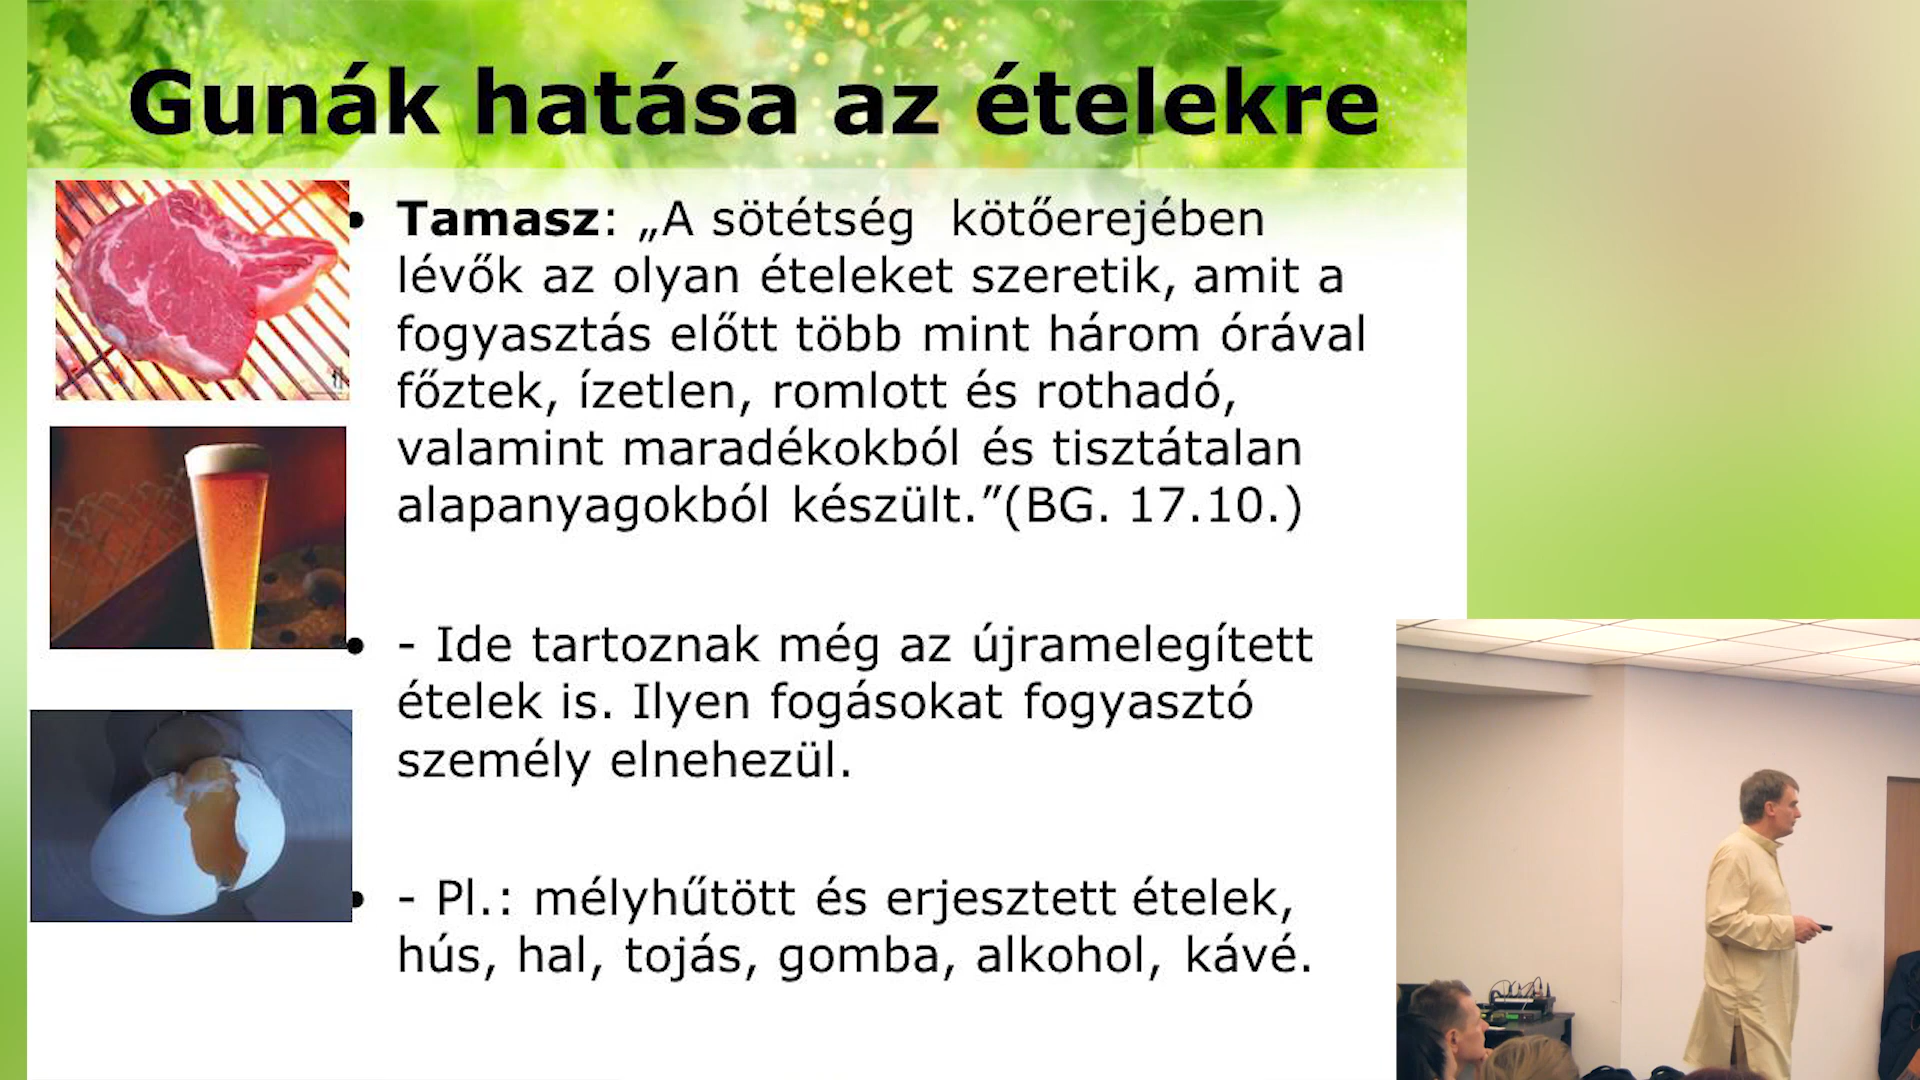 Gunák hatása az ételekre
• Tamasz: „A sötétség kötőerejében
lévők az olyan ételeket szeretik, amit a
fogyasztás előtt több mint három órával
főztek, ízetlen, romlott és rothadó,
valamint maradékokból és tisztátalan
alapanyagokból készült.”(BG. 17.10.)
• - Ide tartoznak még az újramelegített
ételek is. Ilyen fogásokat fogyasztó
személy elnehezül.
• - Pl.: mélyhűtött és erjesztett ételek,
hús, hal, tojás, gomba, alkohol, kávé.